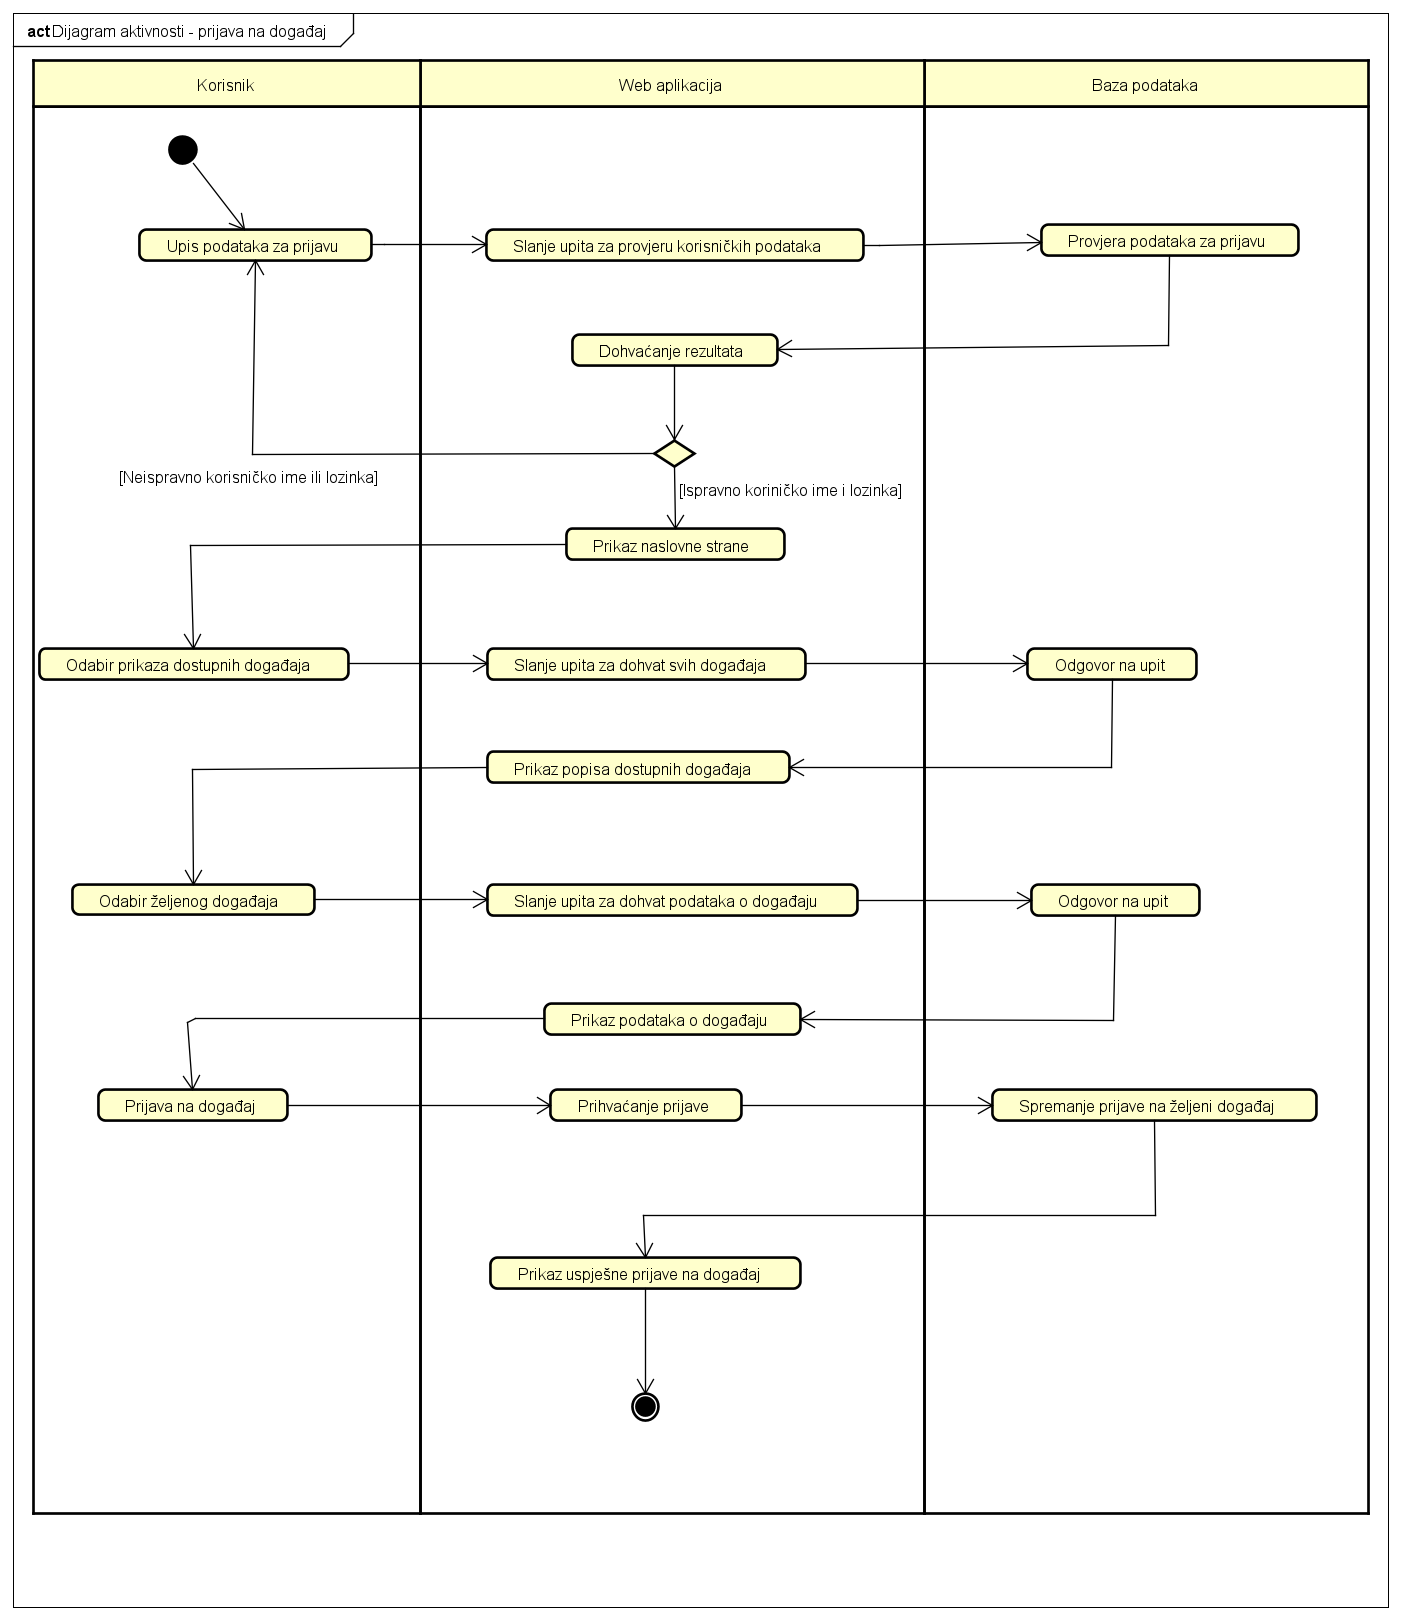 act Dijagram aktivnosti - prijava na događaj
Korisnik
Web aplikacija
Baza podataka
Upis podataka za prijavu
Slanje upita za provjeru korisničkih podataka
Provjera podataka za prijavu
Dohvaćanje rezultata
[Neispravno korisničko ime ili lozinka]
[Ispravno koriničko ime i lozinka]
Prikaz naslovne strane
Odabir prikaza dostupnih događaja
Slanje upita za dohvat svih događaja
Odgovor na upit
Prikaz popisa dostupnih događaja
Odabir željenog događaja
Slanje upita za dohvat podataka o događaju
Odgovor na upit
Prikaz podataka o događaju
Prijava na događaj
Prihvaćanje prijave
Spremanje prijave na željeni događaj
Prikaz uspješne prijave na događaj